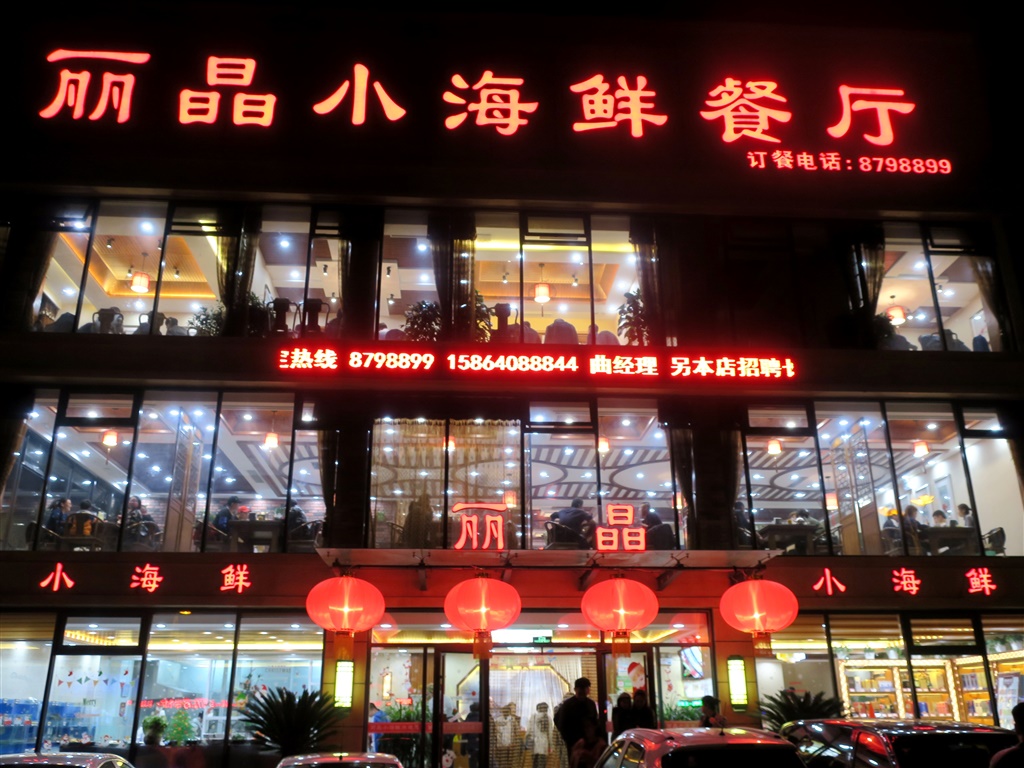 丽晶小海鲜餐厅
订餐电话:8798899
热线 8798899 15864088844 曲经理 另本店招聘
丽晶
小海鲜
小海鲜